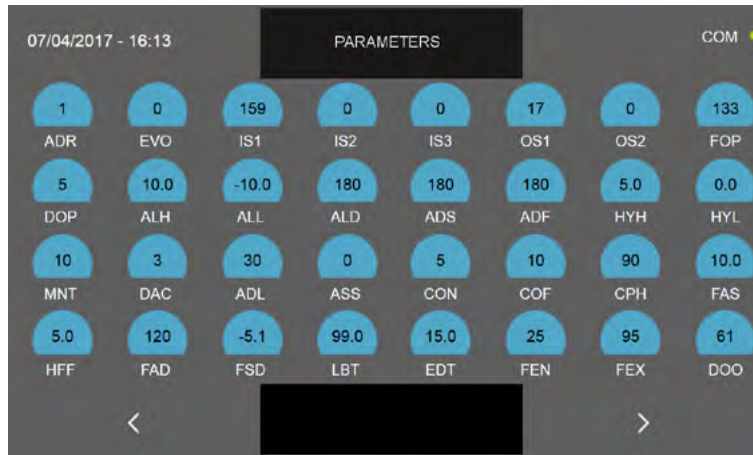 07/04/2017 - 16:13 PARAMETERS COM
1 0 159 0 0 17 0 133
ADR EVO IS1 IS2 IS3 OS1 OS2 FOP
5 10.0 -10.0 180 180 180 5.0 0.0
DOP ALH ALL ALD ADS ADF HYH HYL
10 3 30 0 5 10 90 10.0
MNT DAC ADL ASS CON COF CPH FAS
5.0 120 -5.1 99.0 15.0 25 95 61
HFF FAD FSD LBT EDT FEN FEX DOO
< >